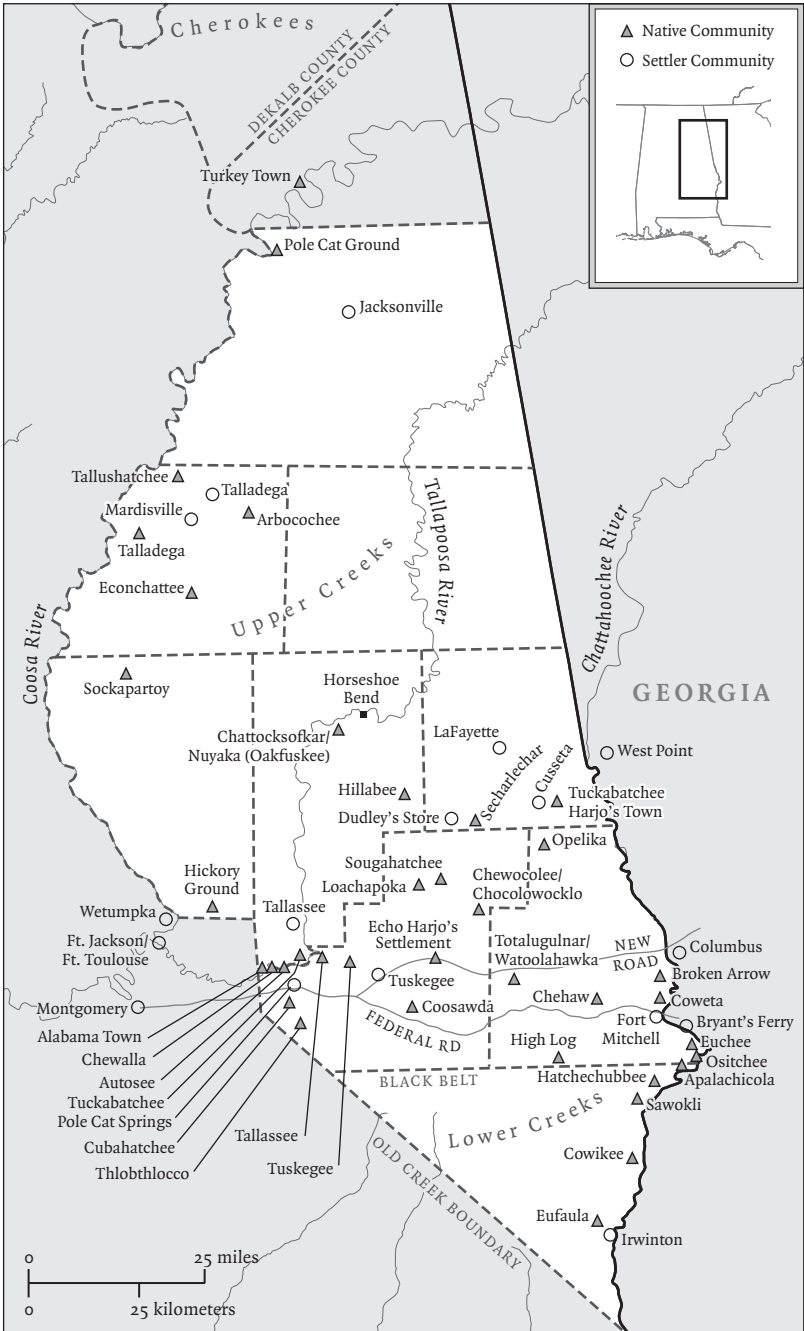 Cherokees
DEKALB COUNTY
CHEROKEE COUNTY
Native Community
Settler Community
Turkey Town
Pole Cat Ground
Jacksonville
Tallushatchee
Talladega
Mardisville
Arbocochee
Talladega
Econchattee
Upper Creeks
Tallapoosa River
Chattahoochee River
Coosa River
GEORGIA
Sockapartoy
Horseshoe
Bend
Chattocksofkar/
Nuyaka (Oakfuskee)
LaFayette
Secharlechar
Cusseta
West Point
Hillabee
Dudley's Store
Tuckabatchee
Harjo's Town
Opelika
Sougahatchee
Loachapoka
Chewocolee/
Chocolowocklo
Hickory
Ground
Wetumpka
Tallassee
Ft. Jackson/
Ft. Toulouse
Echo Harjo's
Settlement
Totalugulnar/
Watoolahawka
NEW
ROAD
Columbus
Tuskegee
Broken Arrow
Montgomery
Coosawda
Chehaw
Coweta
FEDERAL RD
Fort
Mitchell
Bryant's Ferry
Alabama Town
Chewalla
Autosee
Tuckabatchee
Pole Cat Springs
Cubahatchee
Thlobthlocco
Tallassee
Tuskegee
High Log
Euchee
Ositchee
BLACK BELT
Hatchechubbee
Apalachicola
Sawokli
Lower Creeks
OLD CREEK BOUNDARY
Cowikee
Eufaula
Irwinton
0
25 miles
0
25 kilometers